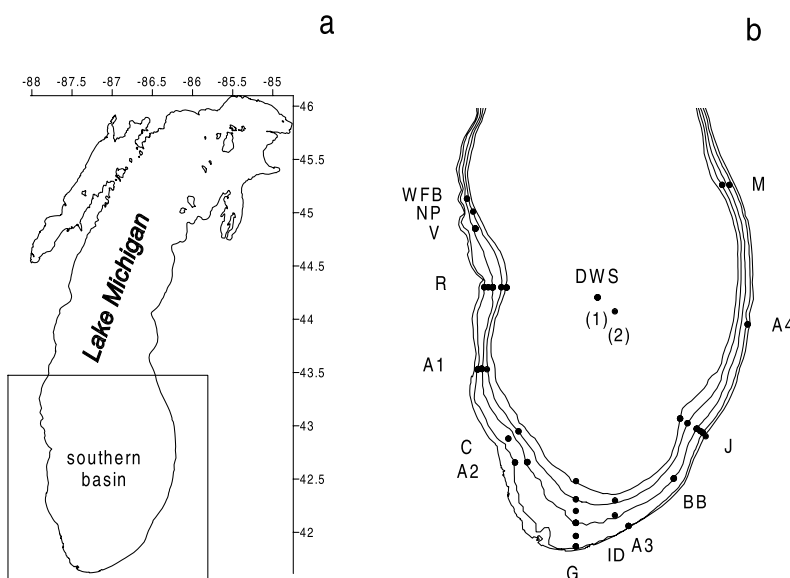 a
b
-88 -87.5 -87 -86.5 -86 -85.5 -85
46
45.5
45
44.5
44
43.5
43
42.5
42
Lake Michigan
southern
basin
WFB
NP
V
R
A1
C
A2
G
ID
A3
BB
J
A4
M
DWS
(1)
(2)